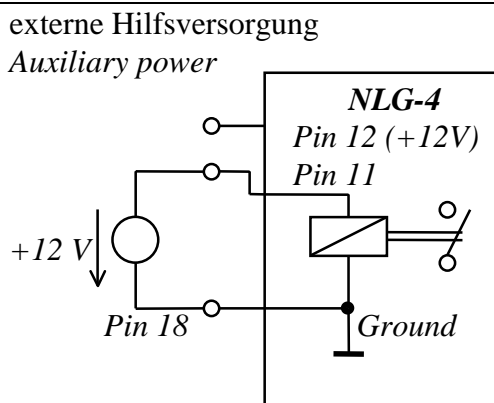 externe Hilfsversorgung
Auxiliary power
NLG-4
Pin 12 (+12V)
Pin 11
+12 V
Pin 18
Ground